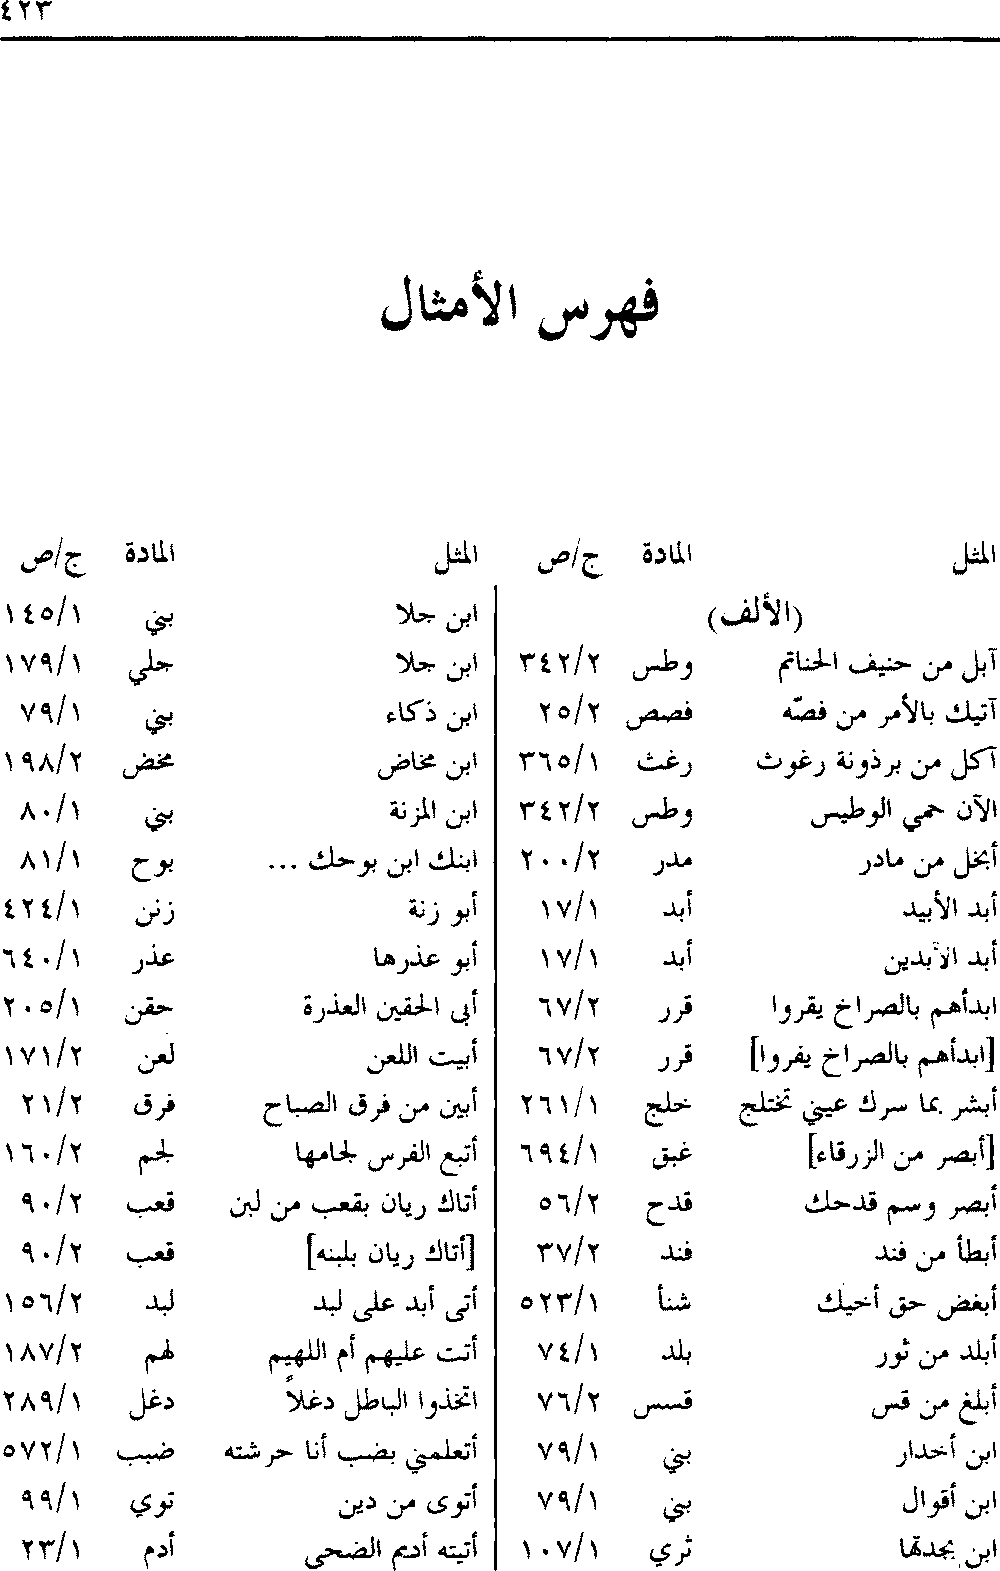 ٤٢٣
فهرس الأمثال
المثل المادة ج/ص
(الألف)
آبل من حنيف الحناتم وطس ٣٤٢/٢
آتيك بالأمر من فصّه فصص ٢٥/٢
آكل من برذونة رغوث رغث ٣٦٥/١
الآن حمي الوطيس وطس ٣٤٢/٢
أبخل من مادر مدر ٢٠٠/٢
أبد الأبيد أبد ١٧/١
أبد الأبدين أبد ١٧/١
ابدأهم بالصراخ يقروا قرر ٦٧/٢
[ابدأهم بالصراخ يفروا] قرر ٦٧/٢
أبشر بما سرك عيني تختلج خلج ٢٦١/١
[أبصر من الزرقاء] غبق ٦٩٤/١
أبصر وسم قدحك قدح ٥٦/٢
أبطأ من فند فند ٣٧/٢
أبغض حق أخيك شنأ ٥٢٣/١
أبلد من ثور بلد ٧٤/١
أبلغ من قس قسس ٧٦/٢
ابن أخدار بني ٧٩/١
ابن أقوال بني ٧٩/١
ابن بجدتها ثري ١٠٧/١
المثل المادة ج/ص
ابن جلا بني ١٤٥/١
ابن جلا جلي ١٧٩/١
ابن ذكاء بني ٧٩/١
ابن مخاض مخض ١٩٨/٢
ابن المزنة بني ٨٠/١
ابنك ابن بوحك ... بوح ٨١/١
أبو زنة زنن ٤٢٤/١
أبو عذرها عذر ٦٤٠/١
أبى الحقين العذرة حقن ٢٠٥/١
أبيت اللعن لعن ١٧١/٢
أبين من فرق الصباح فرق ٢١/٢
أتبع الفرس لجامها لجم ١٦٠/٢
أتاك ريان بقعب من لبن قعب ٩٠/٢
[أتاك ريان بلبنه] قعب ٩٠/٢
أتى أبد على لبد لبد ١٥٦/٢
أتت عليهم أم اللهيم لهم ١٨٧/٢
اتخذوا الباطل دغلاً دغل ٢٨٩/١
أتعلمني بضب أنا حرشته ضبب ٥٧٢/١
أتوى من دين توي ٩٩/١
أتيته أديم الضحى أدم ٢٣/١